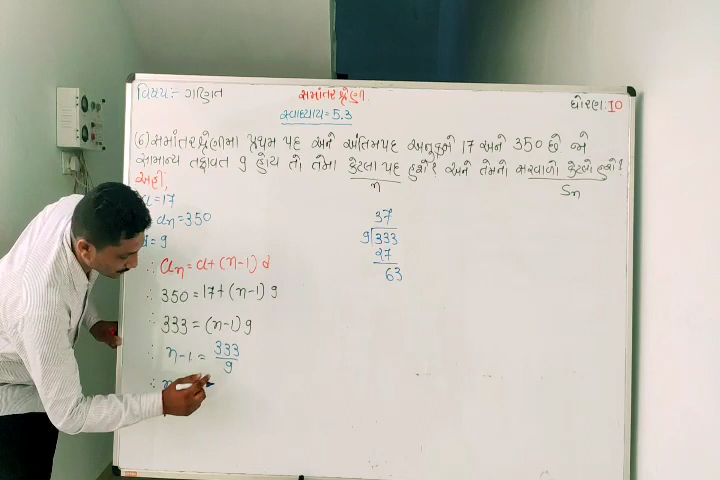 વિષય:- ગણિત
સમાંતર શ્રેણી
ધોરણ: 10
સ્વાધ્યાય = 5.3
(6) સમાંતર શ્રેણીમા પ્રથમ પદ અને અંતિમપદ અનુક્રમે 17 અને 350 છે જો
સામાન્ય તફાવત 9 હોય તો તેમા કેટલા પદ હશે? અને તેમનો સરવાળો કેટલો હશે?
n
Sn
અહીં,
a = 17
an = 350
d = 9
∴ an = a + (n-1) d
∴ 350 = 17 + (n-1) 9
∴ 333 = (n-1) 9
∴ n-1 = 333
9
∴ n
37
9 333
27
63